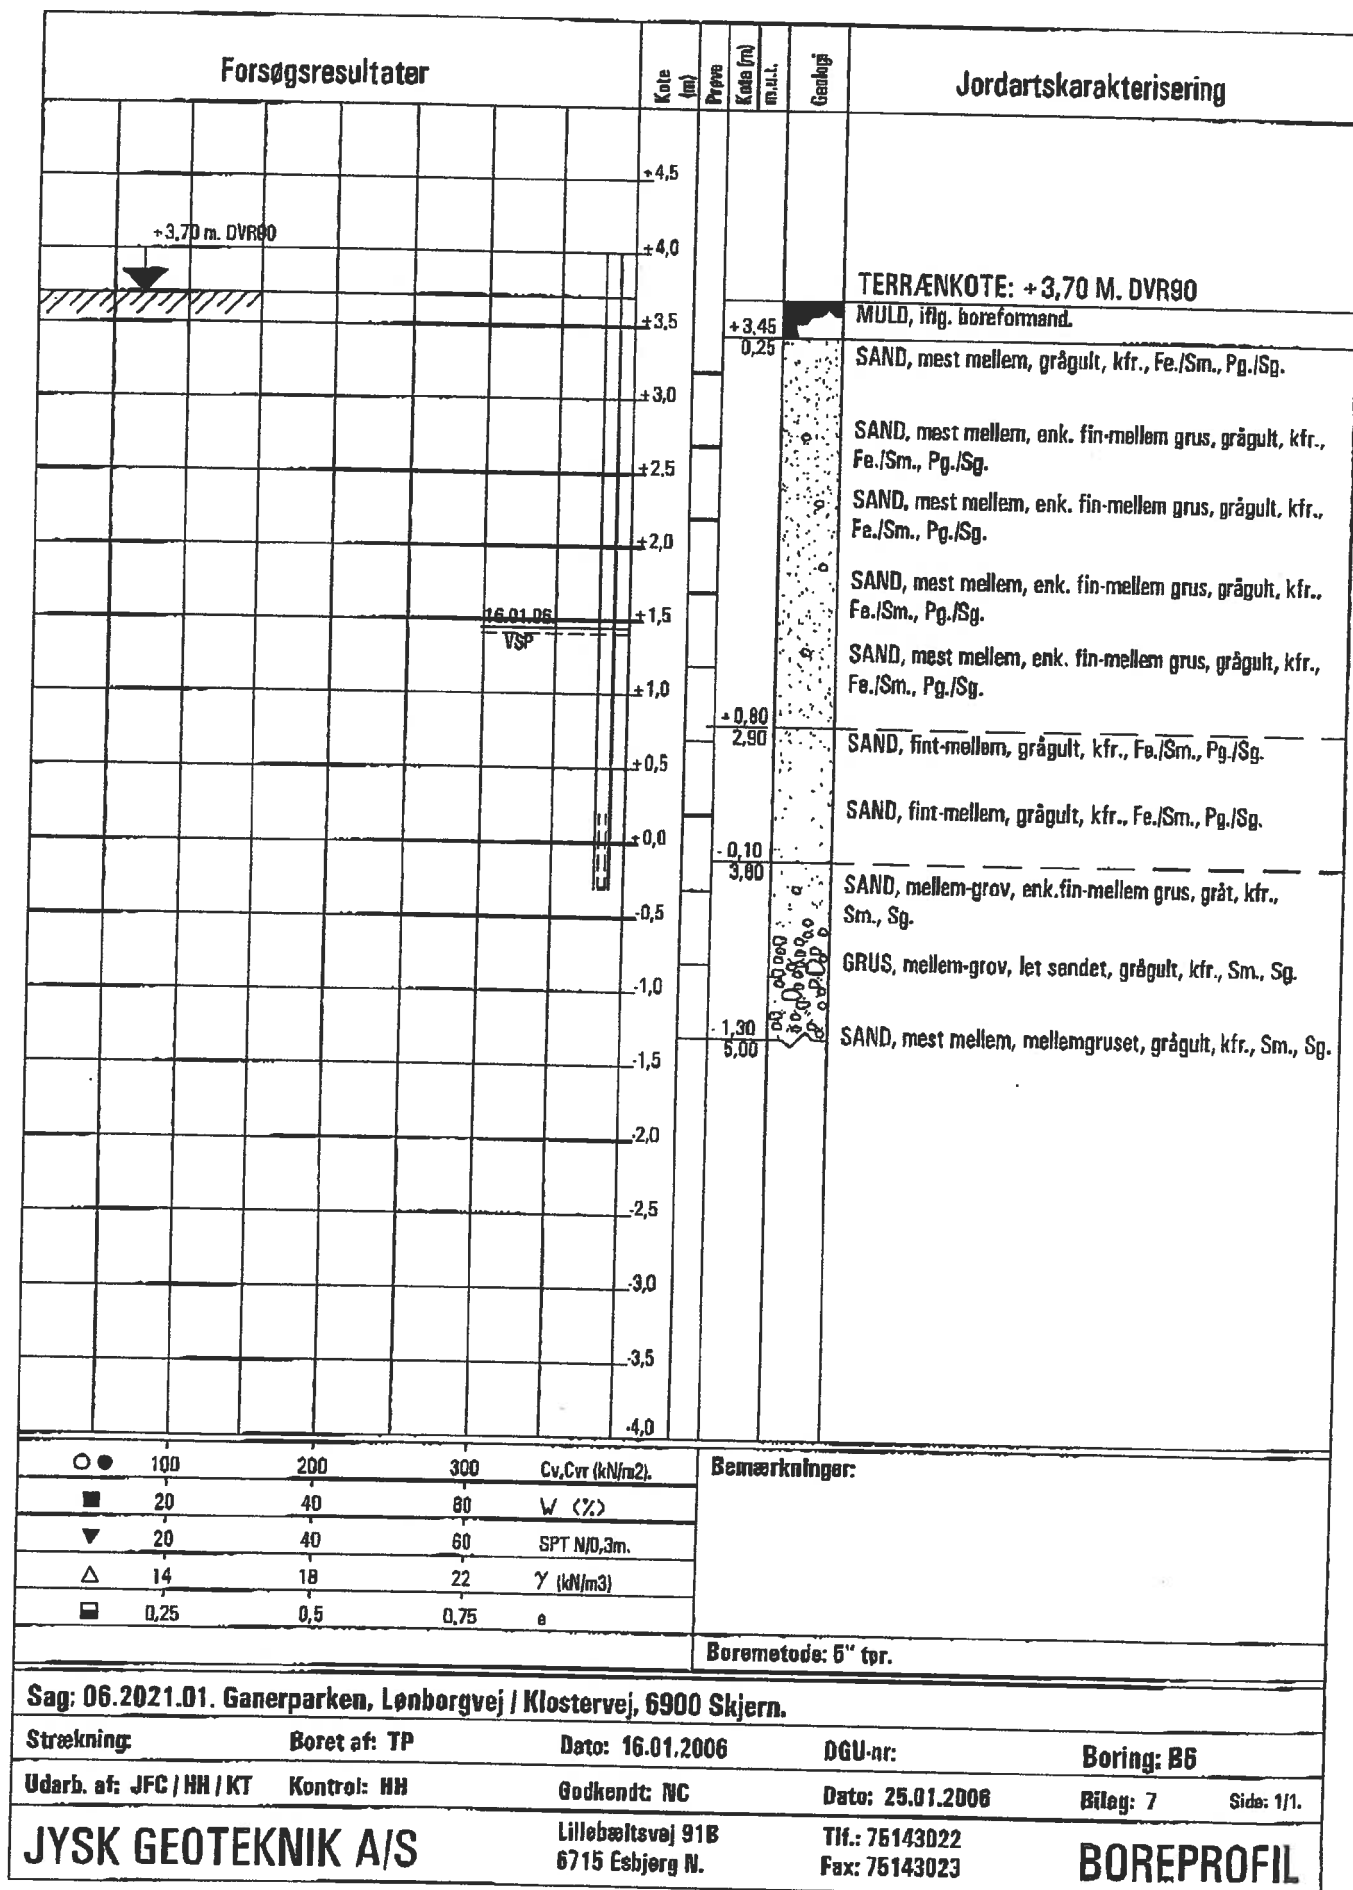 Forsøgsresultater
Kote (m)
Prøve
Kote (m)
m.u.t.
Geologi
Jordartskarakterisering
+4,5
+3,70 m. DVR90
+4,0
TERRÆNKOTE: +3,70 M. DVR90
MULD, iflg. boreformand.
+3,5
+3,45
0,25
SAND, mest mellem, grågult, kfr., Fe./Sm., Pg./Sg.
+3,0
SAND, mest mellem, enk. fin-mellem grus, grågult, kfr.,
Fe./Sm., Pg./Sg.
+2,5
SAND, mest mellem, enk. fin-mellem grus, grågult, kfr.,
Fe./Sm., Pg./Sg.
+2,0
SAND, mest mellem, enk. fin-mellem grus, grågult, kfr.,
Fe./Sm., Pg./Sg.
16.01.06
+1,5
VSP
SAND, mest mellem, enk. fin-mellem grus, grågult, kfr.,
Fe./Sm., Pg./Sg.
+1,0
+0,80
2,90
SAND, fint-mellem, grågult, kfr., Fe./Sm., Pg./Sg.
+0,5
SAND, fint-mellem, grågult, kfr., Fe./Sm., Pg./Sg.
+0,0
- 0,10
3,80
SAND, mellem-grov, enk.fin-mellem grus, gråt, kfr.,
Sm., Sg.
-0,5
GRUS, mellem-grov, let sandet, grågult, kfr., Sm., Sg.
-1,0
- 1,30
5,00
SAND, mest mellem, mellemgruset, grågult, kfr., Sm., Sg.
-1,5
-2,0
-2,5
-3,0
-3,5
-4,0
100 200 300 Cv,Cvr (kN/m2).
20 40 80 W (%)
20 40 60 SPT N/0,3m.
14 18 22 γ (kN/m3)
0,25 0,5 0,75 e
Bemærkninger:
Boremetode: 6" tør.
Sag: 06.2021.01. Ganerparken, Lønborgvej / Klostervej, 6900 Skjern.
Strækning: Boret af: TP Dato: 16.01.2006 DGU-nr: Boring: B6
Udarb. af: JFC / HH / KT Kontrol: HH Godkendt: NC Dato: 25.01.2006 Bilag: 7 Side: 1/1.
JYSK GEOTEKNIK A/S
Lillebæltsvej 91B
6715 Esbjerg N.
Tlf.: 75143022
Fax: 75143023
BOREPROFIL